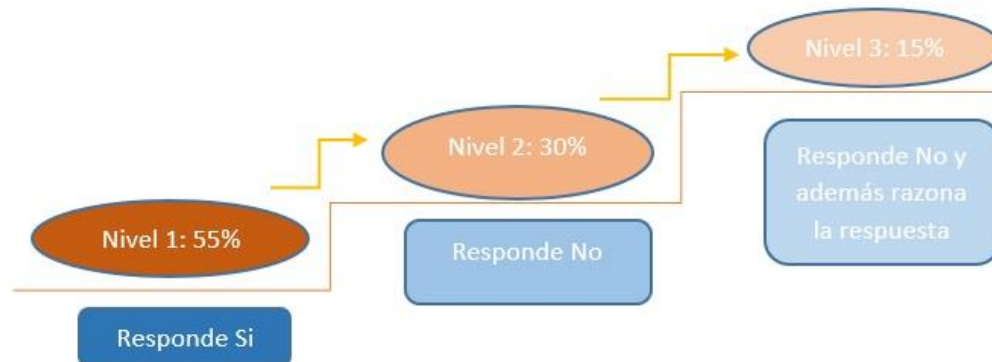 Nivel 3: 15%
Nivel 2: 30%
Responde No y
además razona
la respuesta
Nivel 1: 55%
Responde No
Responde Si